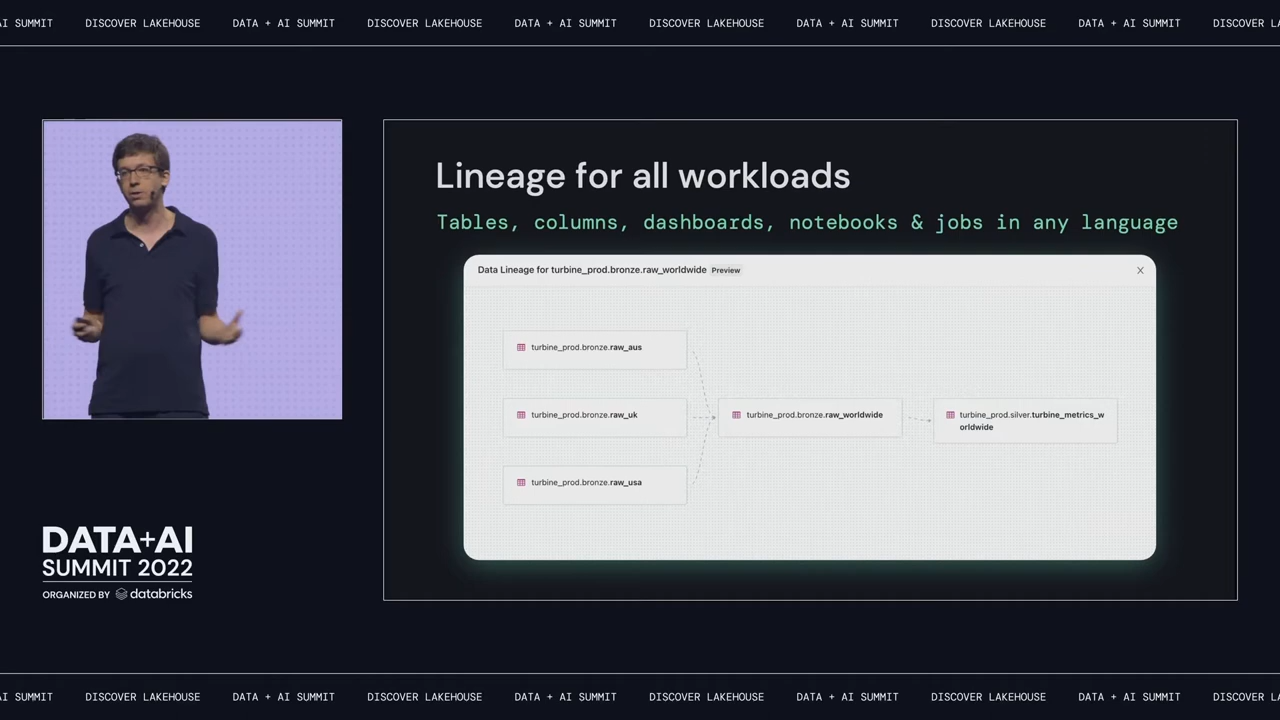 AI SUMMIT DISCOVER LAKEHOUSE DATA + AI SUMMIT DISCOVER LAKEHOUSE DATA + AI SUMMIT DISCOVER LAKEHOUSE DATA + AI SUMMIT DISCOVER LAKEHOUSE DATA + AI SUMMIT DISCOVER L
Lineage for all workloads
Tables, columns, dashboards, notebooks & jobs in any language
Data Lineage for turbine_prod.bronze.raw_worldwide Preview X
turbine_prod.bronze.raw_aus
turbine_prod.bronze.raw_uk
turbine_prod.bronze.raw_usa
turbine_prod.bronze.raw_worldwide
turbine_prod.silver.turbine_metrics_w
orldwide
DATA+AI
SUMMIT 2022
ORGANIZED BY databricks
AI SUMMIT DISCOVER LAKEHOUSE DATA + AI SUMMIT DISCOVER LAKEHOUSE DATA + AI SUMMIT DISCOVER LAKEHOUSE DATA + AI SUMMIT DISCOVER LAKEHOUSE DATA + AI SUMMIT DISCOVER L